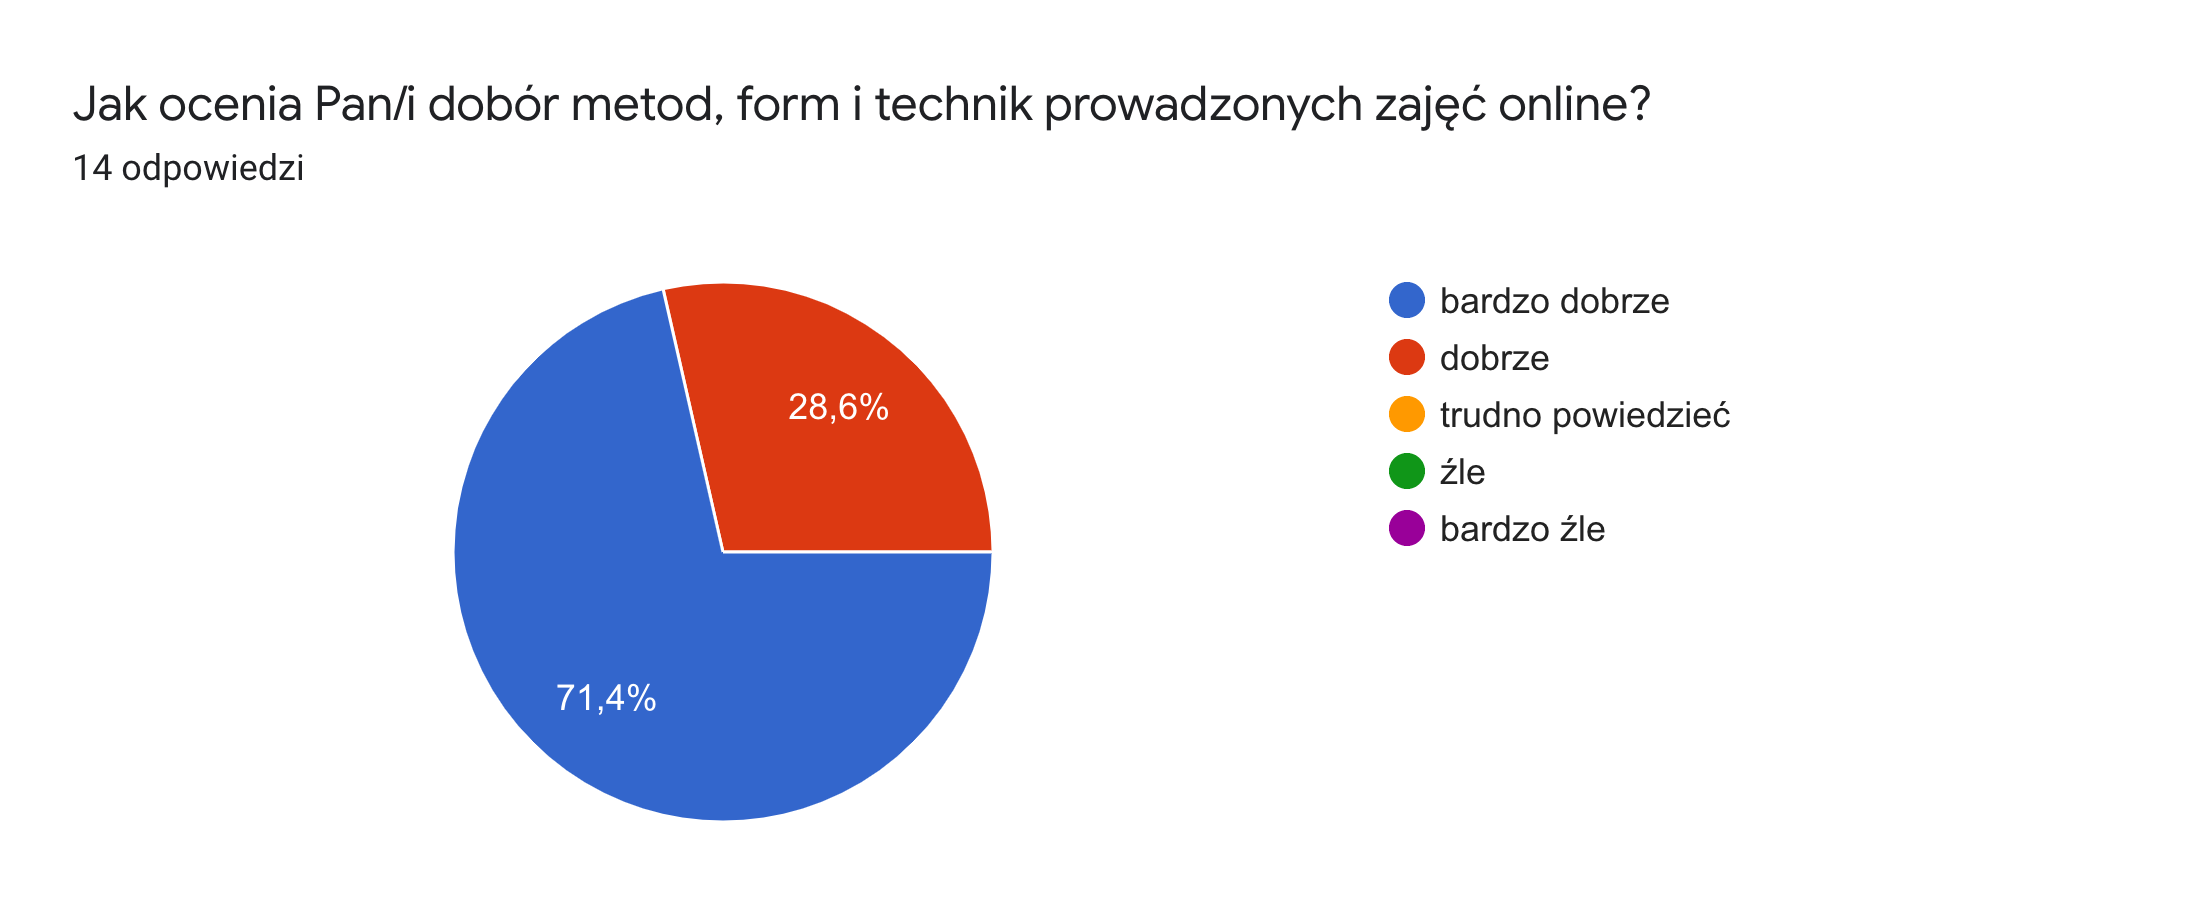 Jak ocenia Pan/i dobór metod, form i technik prowadzonych zajęć online?
14 odpowiedzi
bardzo dobrze
dobrze
trudno powiedzieć
źle
bardzo źle
28,6%
71,4%